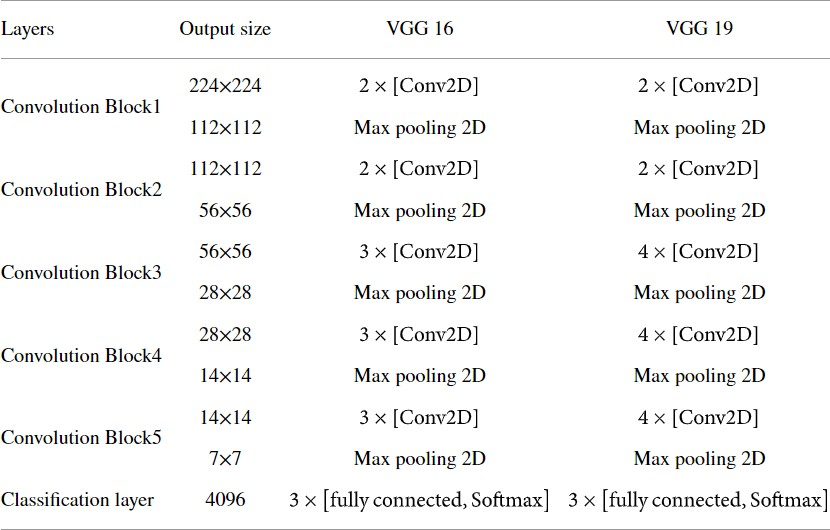 Layers Output size VGG 16 VGG 19
224×224 2 × [Conv2D] 2 × [Conv2D]
Convolution Block1
112×112 Max pooling 2D Max pooling 2D
112×112 2 × [Conv2D] 2 × [Conv2D]
Convolution Block2
56×56 Max pooling 2D Max pooling 2D
56×56 3 × [Conv2D] 4 × [Conv2D]
Convolution Block3
28×28 Max pooling 2D Max pooling 2D
28×28 3 × [Conv2D] 4 × [Conv2D]
Convolution Block4
14×14 Max pooling 2D Max pooling 2D
14×14 3 × [Conv2D] 4 × [Conv2D]
Convolution Block5
7×7 Max pooling 2D Max pooling 2D
Classification layer 4096 3 × [fully connected, Softmax] 3 × [fully connected, Softmax]